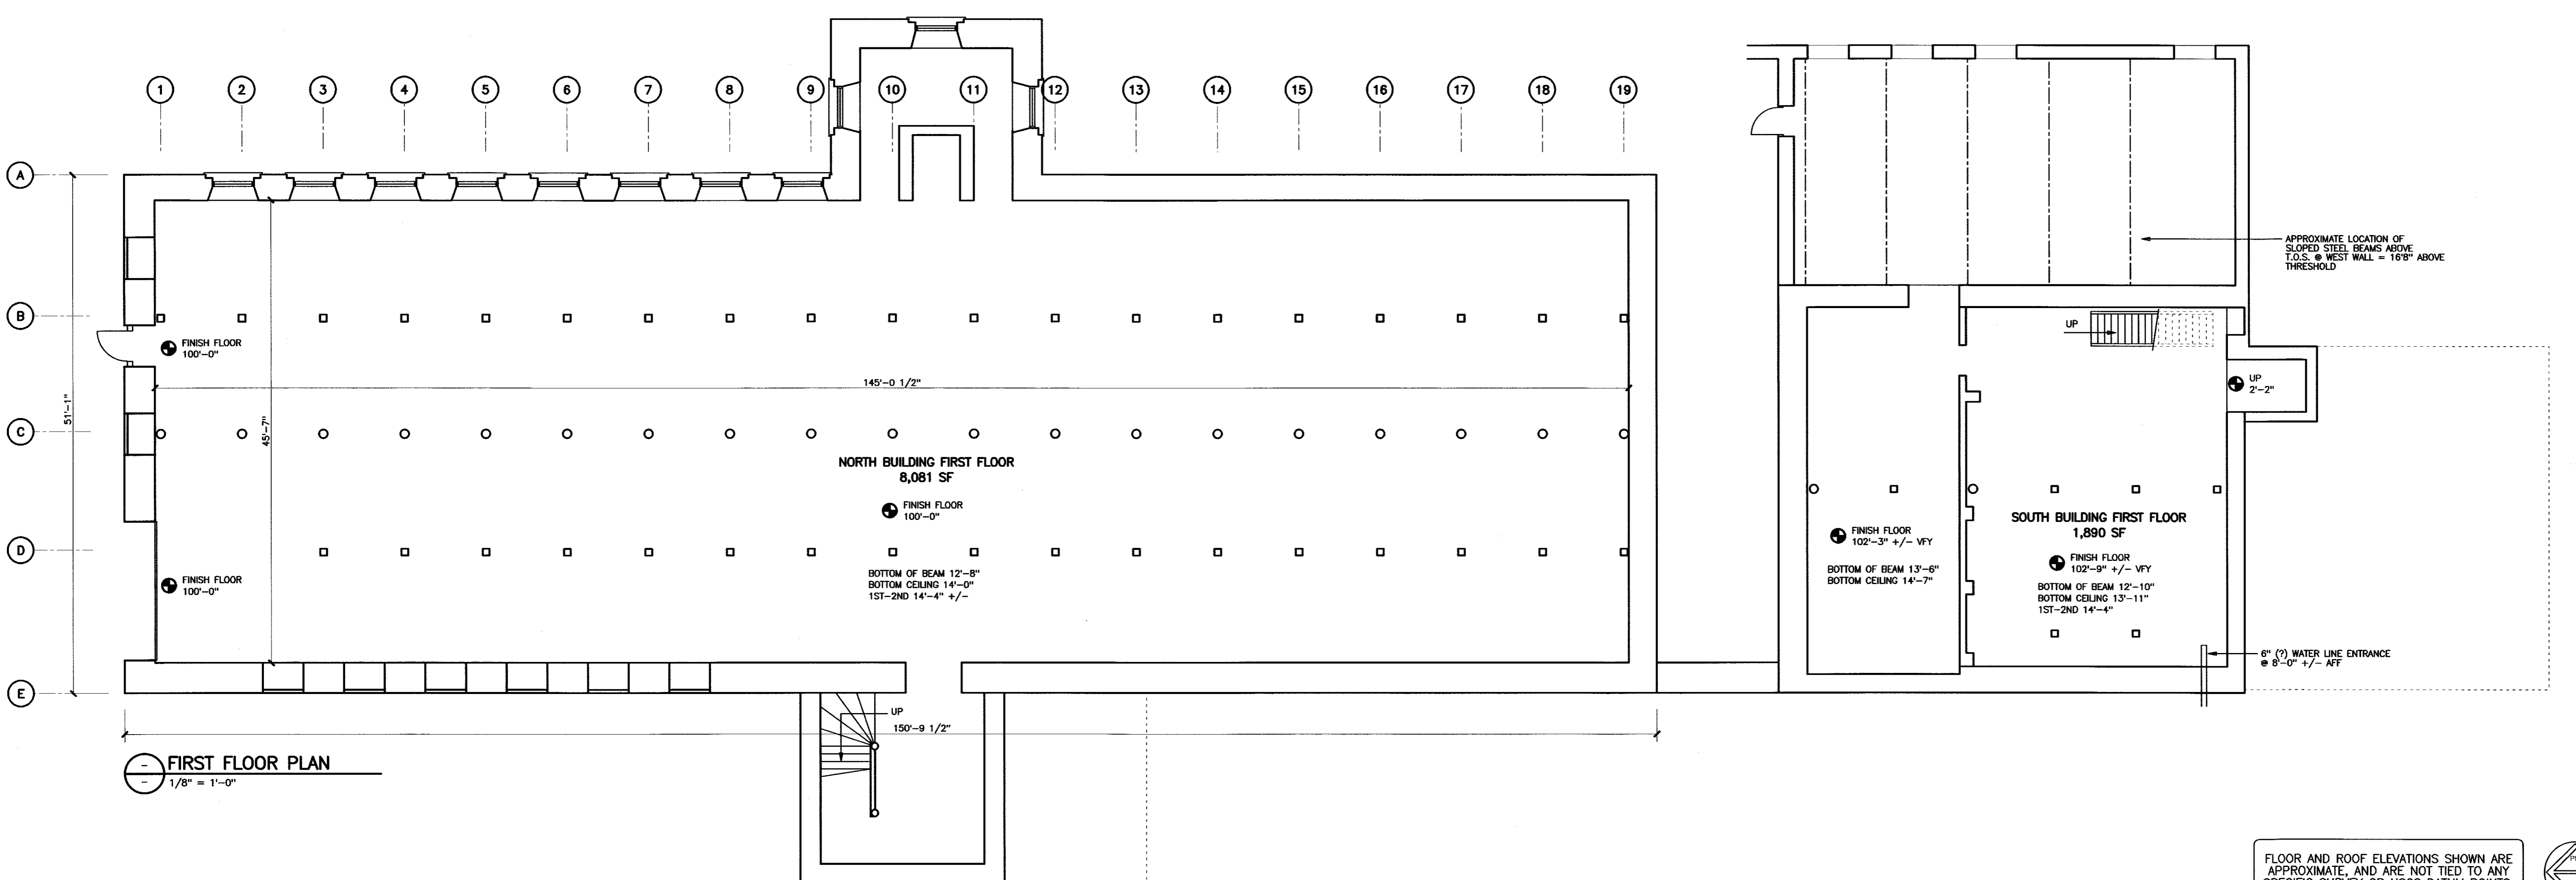 1 2 3 4 5 6 7 8 9 10 11 12 13 14 15 16 17 18 19
A
B
C
D
E
51'-1"
45'-7"
145'-0 1/2"
150'-9 1/2"
FINISH FLOOR
100'-0"
FINISH FLOOR
100'-0"
NORTH BUILDING FIRST FLOOR
8,081 SF
FINISH FLOOR
100'-0"
BOTTOM OF BEAM 12'-8"
BOTTOM CEILING 14'-0"
1ST-2ND 14'-4" +/-
UP
- FIRST FLOOR PLAN
- 1/8" = 1'-0"
APPROXIMATE LOCATION OF
SLOPED STEEL BEAMS ABOVE
T.O.S. @ WEST WALL = 16'8" ABOVE
THRESHOLD
UP
UP
2'-2"
FINISH FLOOR
102'-3" +/- VFY
BOTTOM OF BEAM 13'-6"
BOTTOM CEILING 14'-7"
SOUTH BUILDING FIRST FLOOR
1,890 SF
FINISH FLOOR
102'-9" +/- VFY
BOTTOM OF BEAM 12'-10"
BOTTOM CEILING 13'-11"
1ST-2ND 14'-4"
6" (?) WATER LINE ENTRANCE
@ 8'-0" +/- AFF
FLOOR AND ROOF ELEVATIONS SHOWN ARE
APPROXIMATE, AND ARE NOT TIED TO ANY